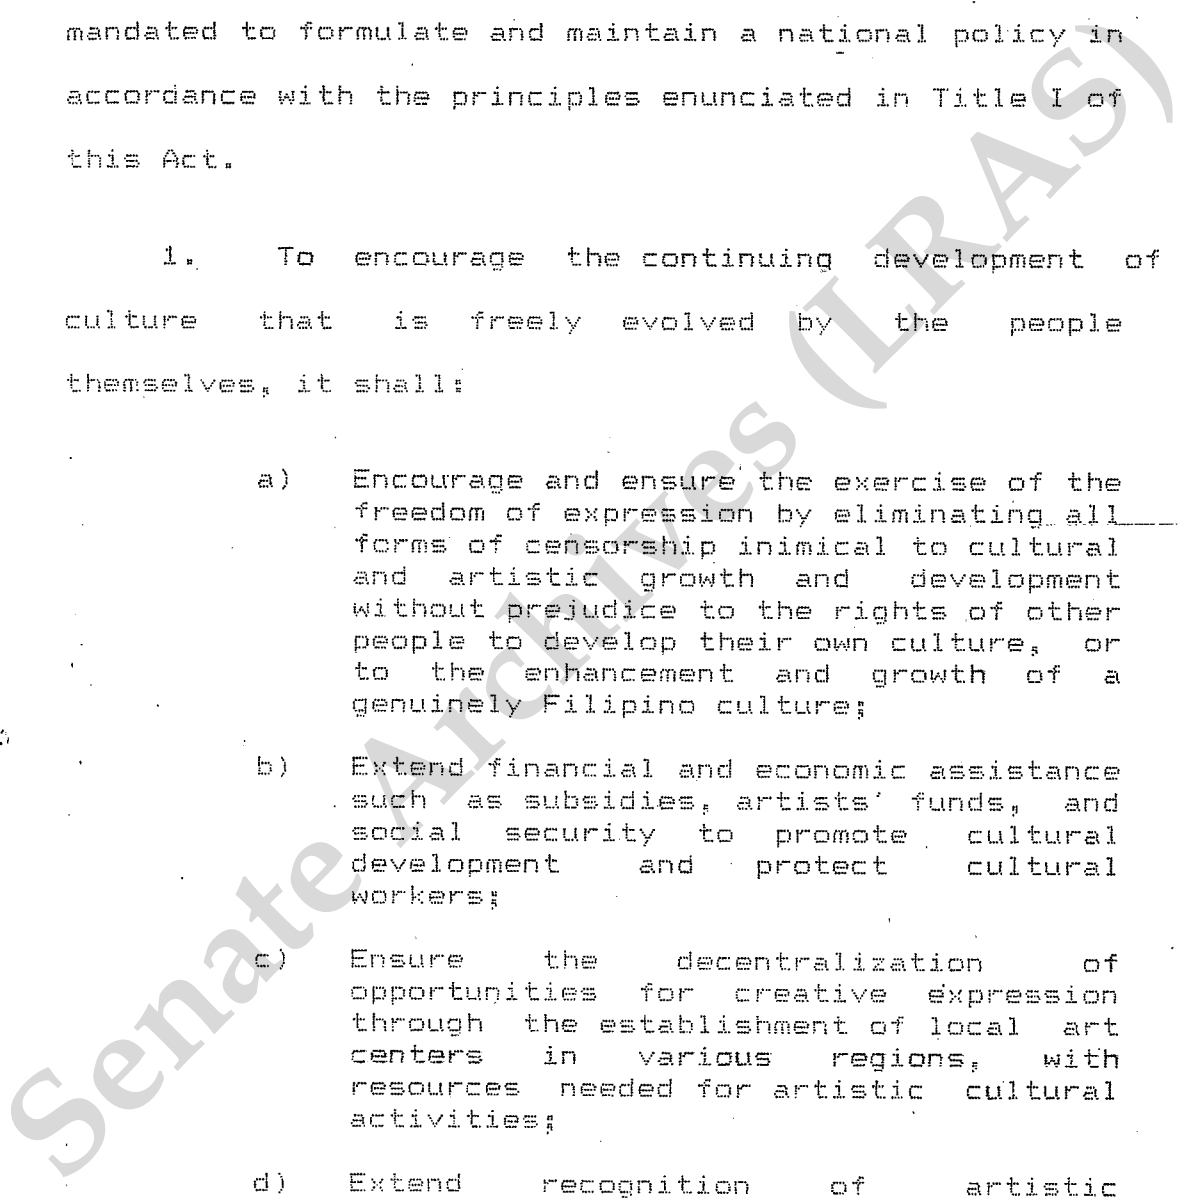 mandated to formulate and maintain a national policy in
accordance with the principles enunciated in Title I of
this Act.
1. To encourage the continuing development of
culture that is freely evolved by the people
themselves, it shall:
a) Encourage and ensure the exercise of the
freedom of expression by eliminating all
forms of censorship inimical to cultural
and artistic growth and development
without prejudice to the rights of other
people to develop their own culture, or
to the enhancement and growth of a
genuinely Filipino culture;
b) Extend financial and economic assistance
such as subsidies, artists' funds, and
social security to promote cultural
development and protect cultural
workers;
c) Ensure the decentralization of
opportunities for creative expression
through the establishment of local art
centers in various regions, with
resources needed for artistic cultural
activities;
d) Extend recognition of artistic
Senate Archives (LRAS)